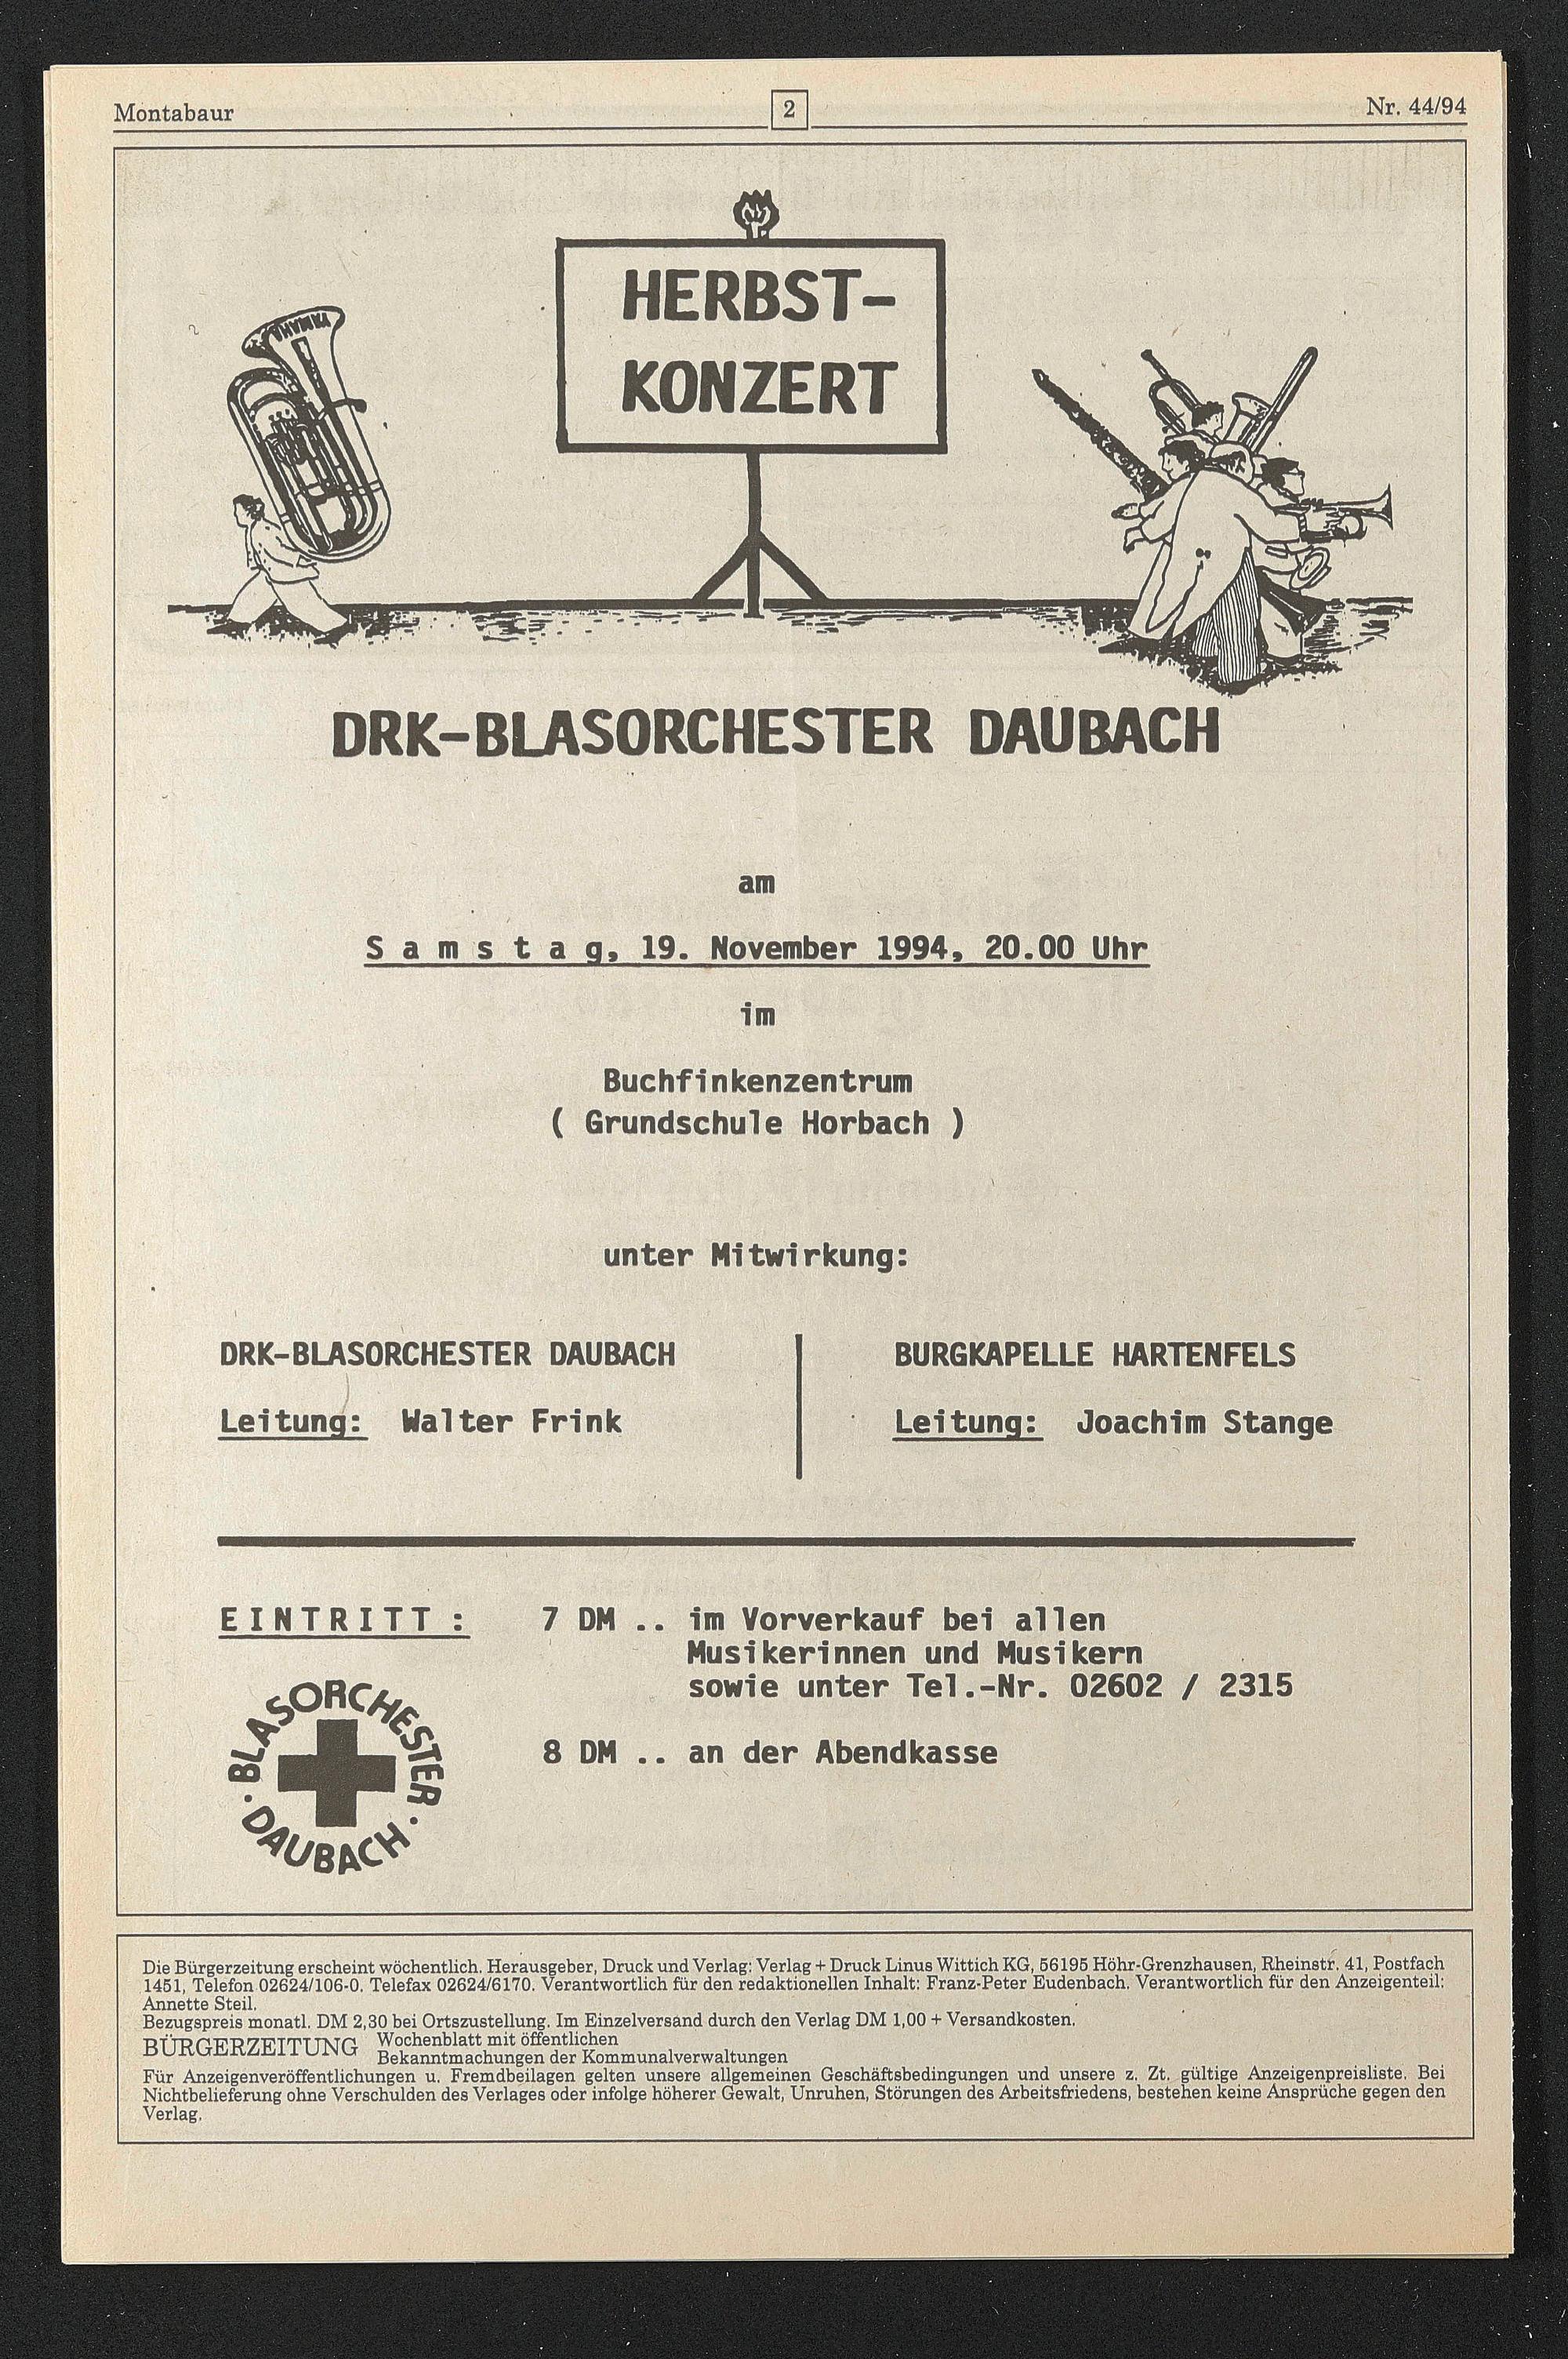 Montabaur
2
Nr. 44/94
YAMAHA
HERBST-
KONZERT
DRK-BLASORCHESTER DAUBACH
am
S a m s t a g, 19. November 1994, 20.00 Uhr
im
Buchfinkenzentrum
( Grundschule Horbach )
unter Mitwirkung:
DRK-BLASORCHESTER DAUBACH
Leitung: Walter Frink
BURGKAPELLE HARTENFELS
Leitung: Joachim Stange
E I N T R I T T : 7 DM .. im Vorverkauf bei allen
Musikerinnen und Musikern
sowie unter Tel.-Nr. 02602 / 2315
8 DM .. an der Abendkasse
· BLASORCHESTER ·
DAUBACH
Die Bürgerzeitung erscheint wöchentlich. Herausgeber, Druck und Verlag: Verlag + Druck Linus Wittich KG, 56195 Höhr-Grenzhausen, Rheinstr. 41, Postfach
1451, Telefon 02624/106-0. Telefax 02624/6170. Verantwortlich für den redaktionellen Inhalt: Franz-Peter Eudenbach. Verantwortlich für den Anzeigenteil:
Annette Steil.
Bezugspreis monatl. DM 2,30 bei Ortszustellung. Im Einzelversand durch den Verlag DM 1,00 + Versandkosten.
BÜRGERZEITUNG Wochenblatt mit öffentlichen
Bekanntmachungen der Kommunalverwaltungen
Für Anzeigenveröffentlichungen u. Fremdbeilagen gelten unsere allgemeinen Geschäftsbedingungen und unsere z. Zt. gültige Anzeigenpreisliste. Bei
Nichtbelieferung ohne Verschulden des Verlages oder infolge höherer Gewalt, Unruhen, Störungen des Arbeitsfriedens, bestehen keine Ansprüche gegen den
Verlag.